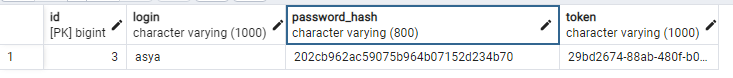 id login password_hash token
[PK] bigint character varying (1000) character varying (800) character varying (1000)
1 3 asya 202cb962ac59075b964b07152d234b70 29bd2674-88ab-480f-b0...